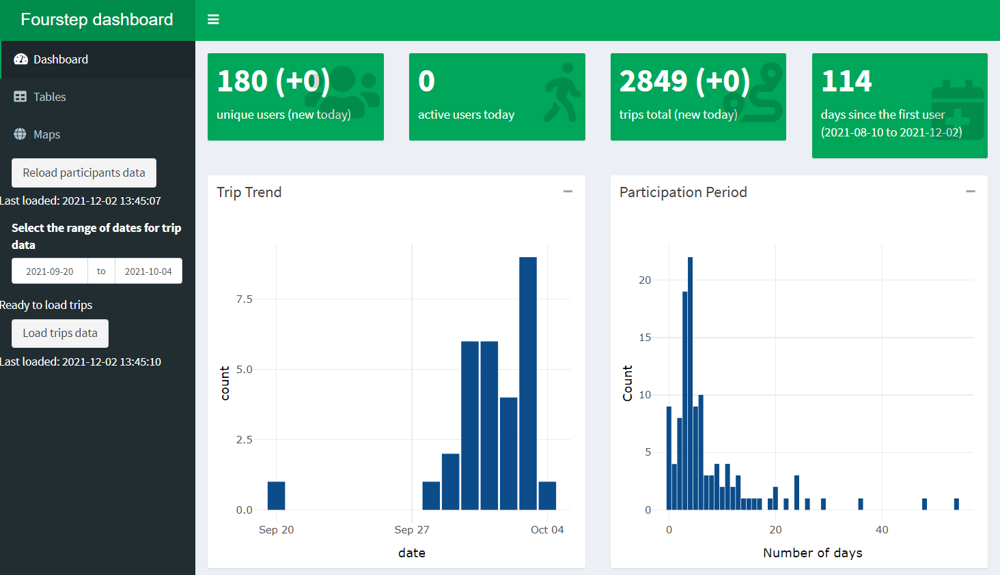 Fourstep dashboard
Dashboard
Tables
Maps
Reload participants data
Last loaded: 2021-12-02 13:45:07
Select the range of dates for trip
data
2021-09-20 to 2021-10-04
Ready to load trips
Load trips data
Last loaded: 2021-12-02 13:45:10
180 (+0)
unique users (new today)
0
active users today
2849 (+0)
trips total (new today)
114
days since the first user
(2021-08-10 to 2021-12-02)
Trip Trend
7.5
5.0
2.5
0.0
count
Sep 20 Sep 27 Oct 04
date
Participation Period
20
15
10
5
0
Count
0 20 40
Number of days